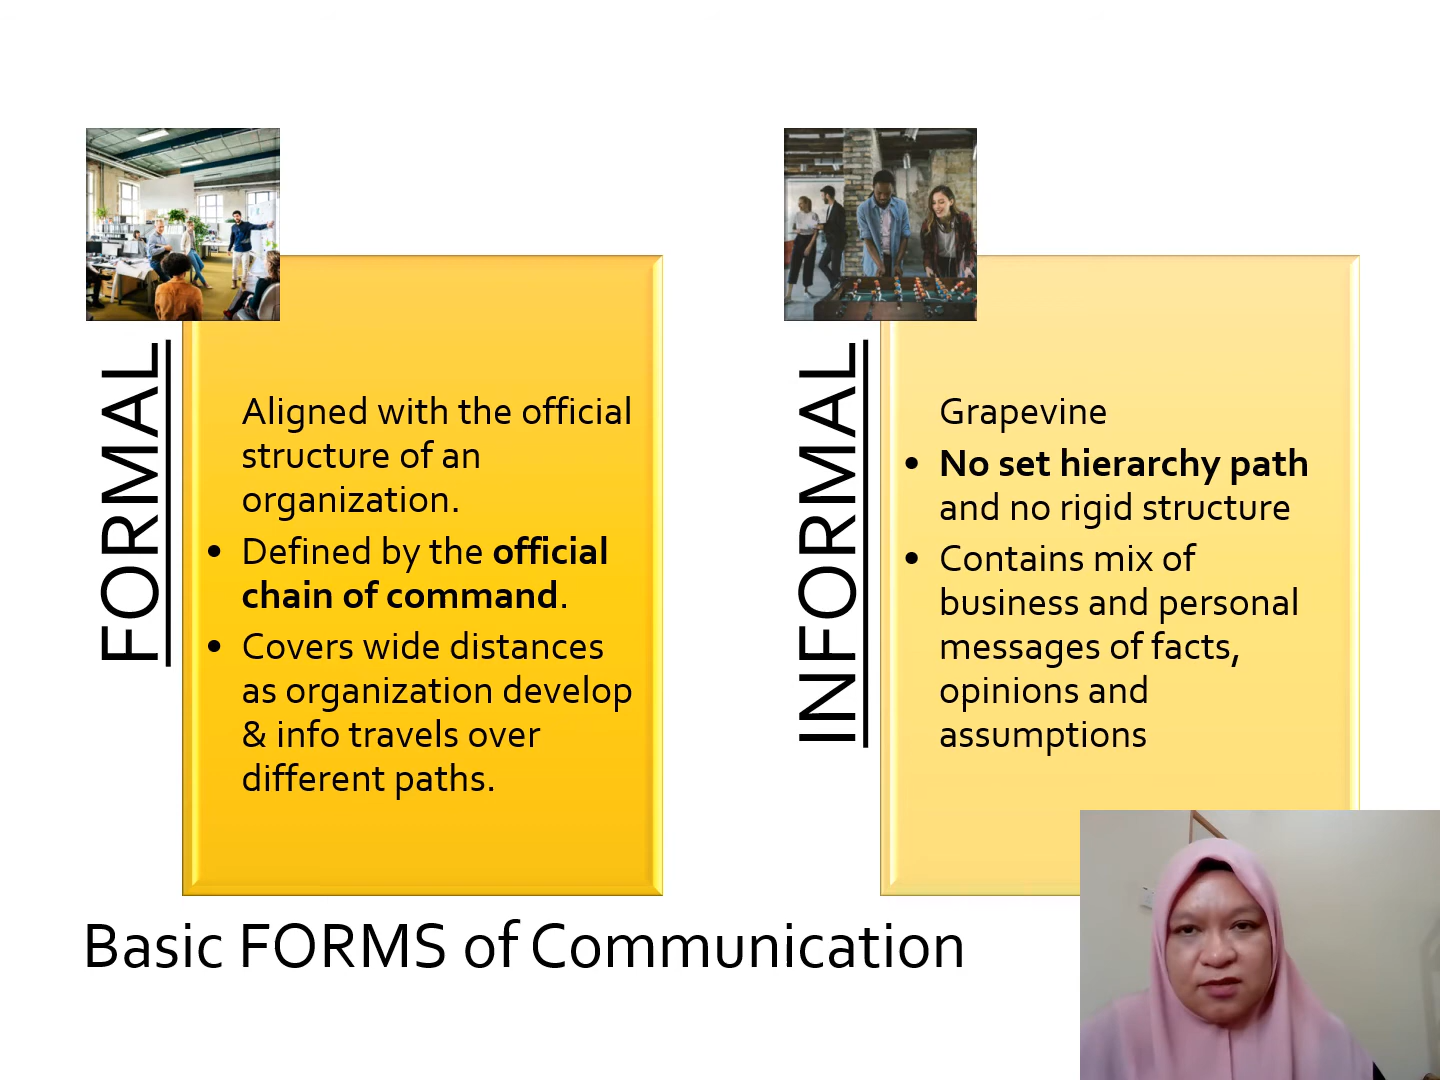 FORMAL
Aligned with the official
structure of an
organization.
• Defined by the official
chain of command.
• Covers wide distances
as organization develop
& info travels over
different paths.
INFORMAL
Grapevine
• No set hierarchy path
and no rigid structure
• Contains mix of
business and personal
messages of facts,
opinions and
assumptions
Basic FORMS of Communication